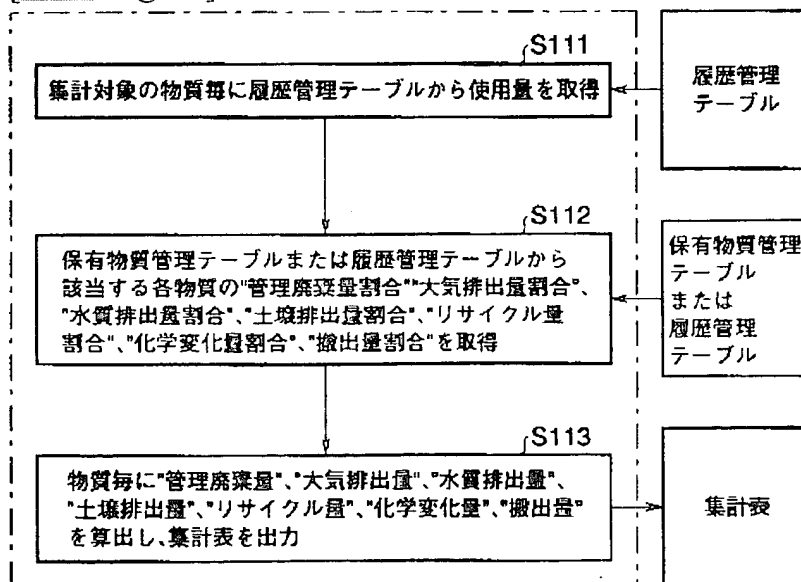 S111
集計対象の物質毎に履歴管理テーブルから使用量を取得
履歴管理
テーブル
S112
保有物質管理テーブルまたは履歴管理テーブルから
該当する各物質の"管理廃棄量割合""大気排出量割合"、
"水質排出量割合"、"土壌排出量割合"、"リサイクル量
割合"、"化学変化量割合"、"搬出量割合"を取得
保有物質管理
テーブル
または
履歴管理
テーブル
S113
物質毎に"管理廃棄量"、"大気排出量"、"水質排出量"、
"土壌排出量"、"リサイクル量"、"化学変化量"、"搬出量"
を算出し、集計表を出力
集計表